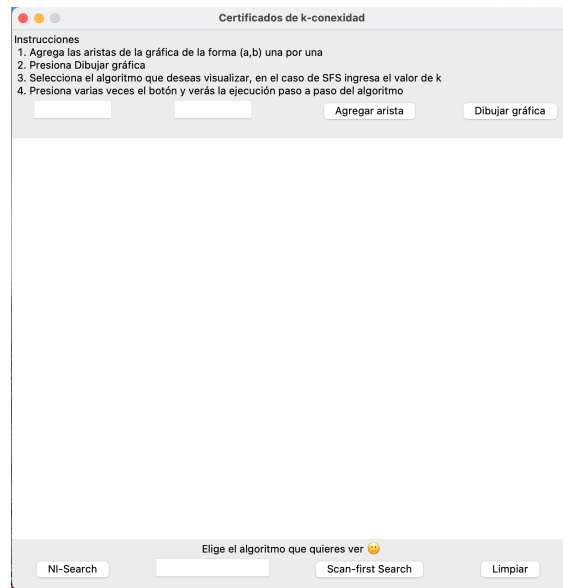 Certificados de k-conexidad
Instrucciones
1. Agrega las aristas de la gráfica de la forma (a,b) una por una
2. Presiona Dibujar gráfica
3. Selecciona el algoritmo que deseas visualizar, en el caso de SFS ingresa el valor de k
4. Presiona varias veces el botón y verás la ejecución paso a paso del algoritmo
Agregar arista Dibujar gráfica
Elige el algoritmo que quieres ver 🙂
NI-Search Scan-first Search Limpiar